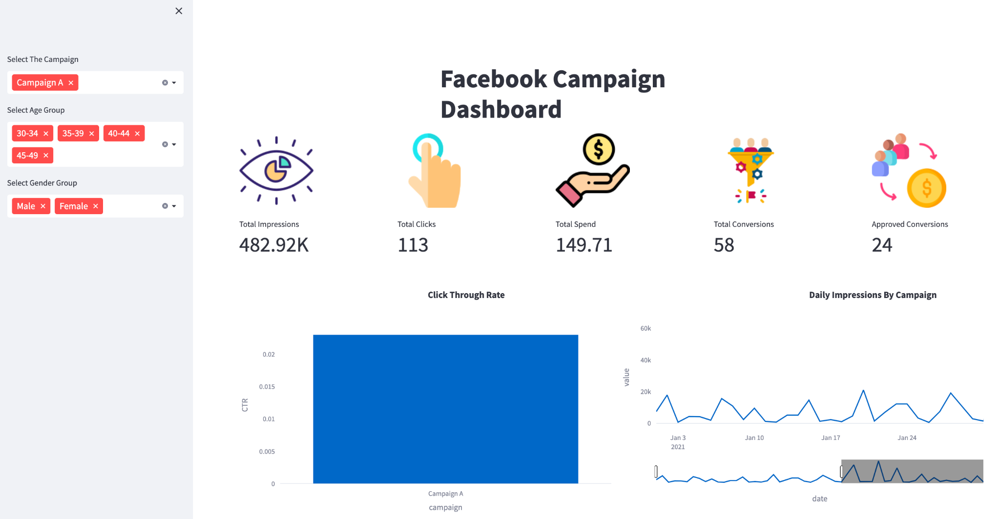 Select The Campaign
Campaign A
Select Age Group
30-34 35-39 40-44
45-49
Select Gender Group
Male Female
Facebook Campaign
Dashboard
Total Impressions
482.92K
Total Clicks
113
Total Spend
149.71
Total Conversions
58
Approved Conversions
24
Click Through Rate
CTR
0.02
0.015
0.01
0.005
0
Campaign A
campaign
Daily Impressions By Campaign
value
60k
40k
20k
0
Jan 3
2021
Jan 10
Jan 17
Jan 24
date